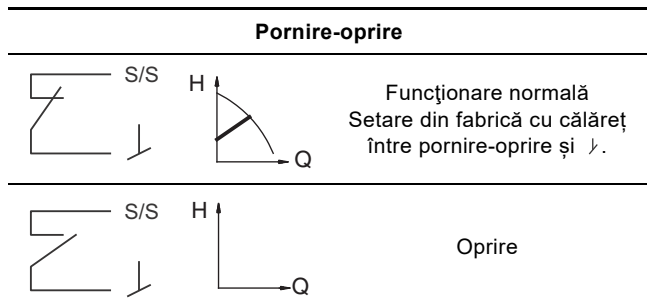 Pornire-oprire
S/S
H
Q
Funcţionare normală
Setare din fabrică cu călăreț
între pornire-oprire și .
S/S
H
Q
Oprire